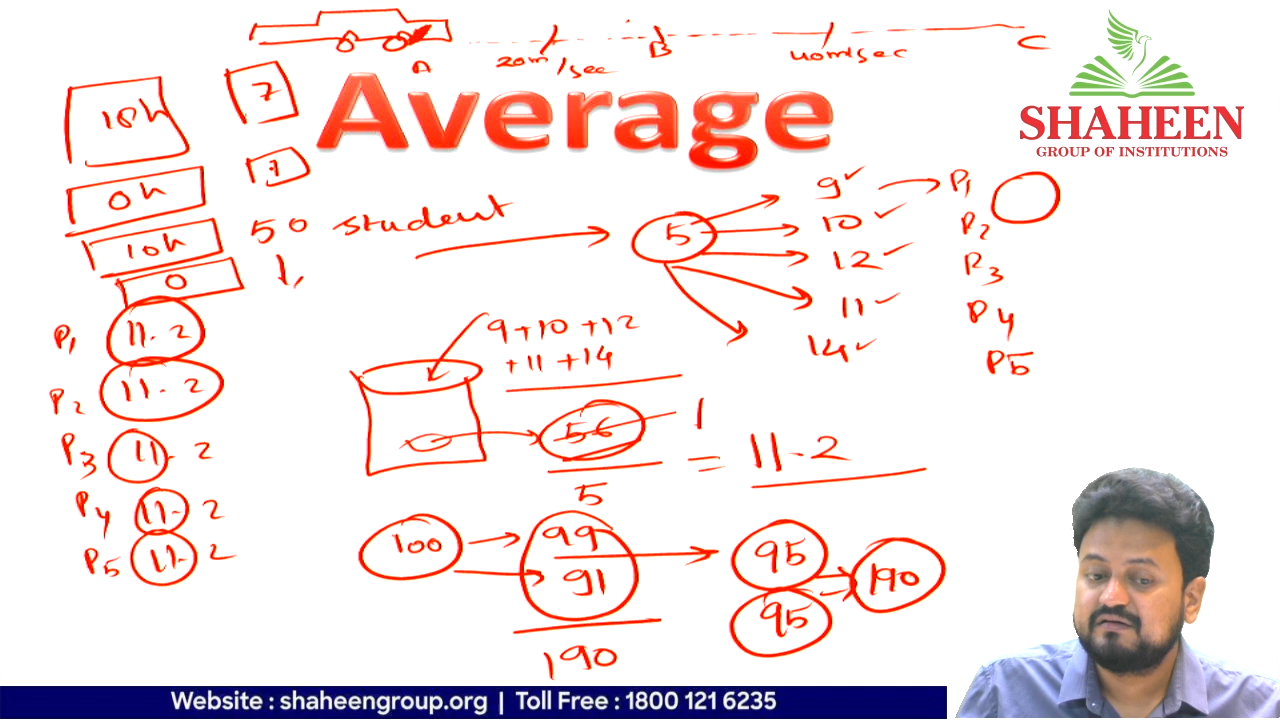 A 20m/sec B 40m/sec C
Average
SHAHEEN
GROUP OF INSTITUTIONS
7
0h
10h
0
50 student
1,
5
9 P1
10 P2
12 P3
11 P4
14 P5
P1 11.2
P2 11.2
P3 11.2
P4 11.2
P5 11.2
9+10+12
+11+14
56
5
= 11.2
100
99
91
190
95
95
190
Website : shaheengroup.org | Toll Free : 1800 121 6235